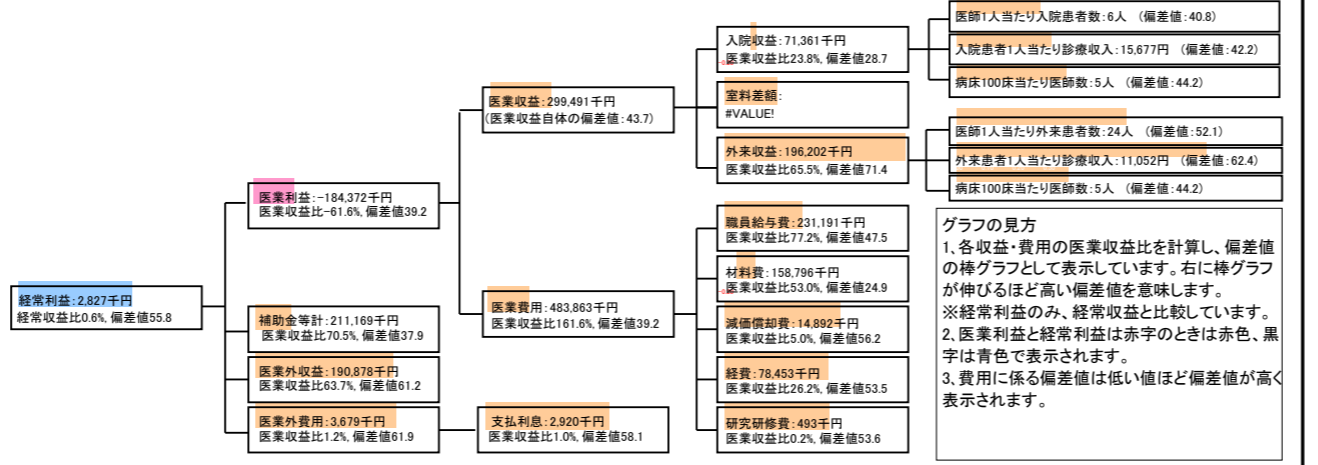 経常利益：2,827千円
経常収益比0.6%, 偏差値55.8
医業利益：-184,372千円
医業収益比-61.6%, 偏差値39.2
補助金等計：211,169千円
医業収益比70.5%, 偏差値37.9
医業外収益：190,878千円
医業収益比63.7%, 偏差値61.2
医業外費用：3,679千円
医業収益比1.2%, 偏差値61.9
医業収益：299,491千円
（医業収益自体の偏差値：43.7）
医業費用：483,863千円
医業収益比161.6%, 偏差値39.2
支払利息：2,920千円
医業収益比1.0%, 偏差値58.1
入院収益：71,361千円
医業収益比23.8%, 偏差値28.7
室料差額：
#VALUE!
外来収益：196,202千円
医業収益比65.5%, 偏差値71.4
職員給与費：231,191千円
医業収益比77.2%, 偏差値47.5
材料費：158,796千円
医業収益比53.0%, 偏差値24.9
減価償却費：14,892千円
医業収益比5.0%, 偏差値56.2
経費：78,453千円
医業収益比26.2%, 偏差値53.5
研究研修費：493千円
医業収益比0.2%, 偏差値53.6
医師1人当たり入院患者数：6人　（偏差値：40.8）
入院患者1人当たり診療収入：15,677円　（偏差値：42.2）
病床100床当たり医師数：5人　（偏差値：44.2）
医師1人当たり外来患者数：24人　（偏差値：52.1）
外来患者1人当たり診療収入：11,052円　（偏差値：62.4）
病床100床当たり医師数：5人　（偏差値：44.2）
グラフの見方
1、各収益・費用の医業収益比を計算し、偏差値
の棒グラフとして表示しています。右に棒グラフ
が伸びるほど高い偏差値を意味します。
※経常利益のみ、経常収益と比較しています。
2、医業利益と経常利益は赤字のときは赤色、黒
字は青色で表示されます。
3、費用に係る偏差値は低い値ほど偏差値が高く
表示されます。